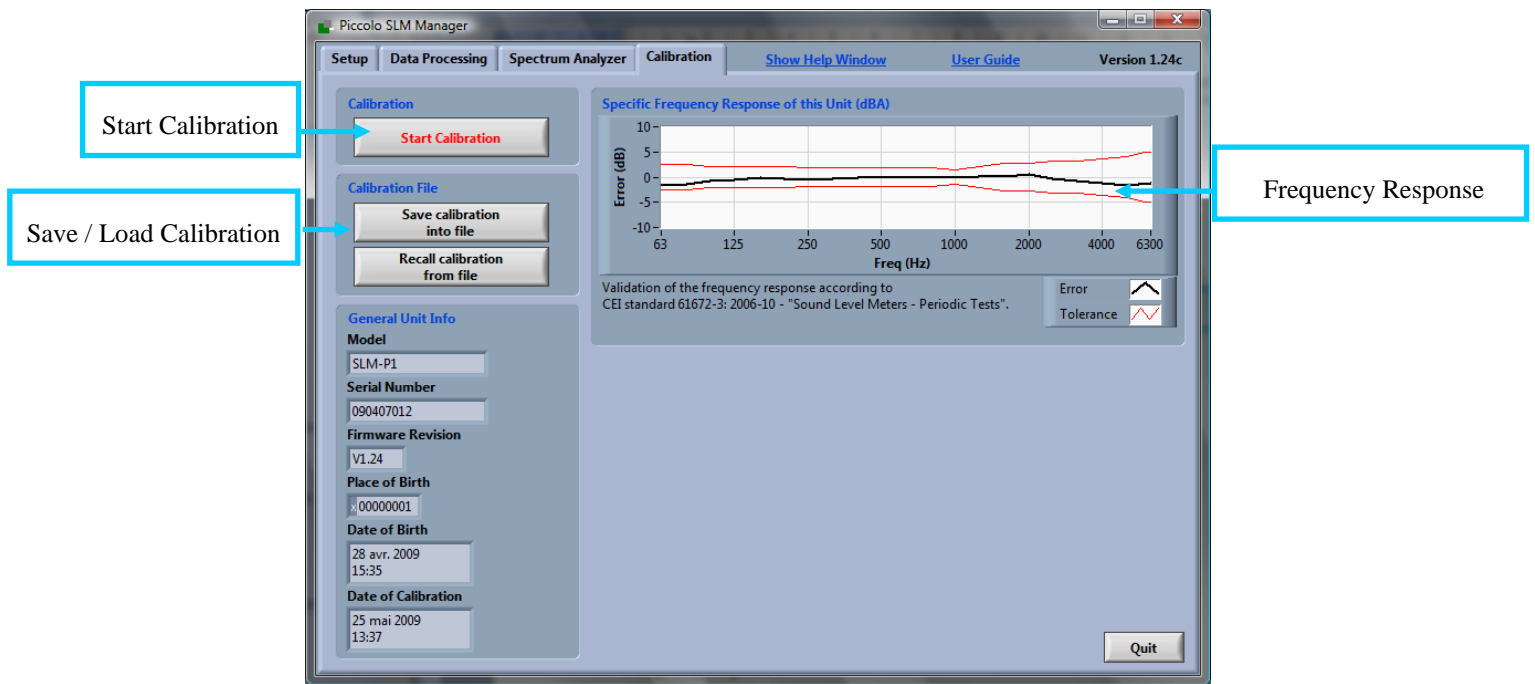 Piccolo SLM Manager
Setup
Data Processing
Spectrum Analyzer
Calibration
Show Help Window
User Guide
Version 1.24c
Start Calibration
Save / Load Calibration
Frequency Response
Calibration
Start Calibration
Calibration File
Save calibration
into file
Recall calibration
from file
General Unit Info
Model
SLM-P1
Serial Number
090407012
Firmware Revision
V1.24
Place of Birth
x00000001
Date of Birth
28 avr. 2009
15:35
Date of Calibration
25 mai 2009
13:37
Specific Frequency Response of this Unit (dBA)
Error (dB)
10
5
0
-5
-10
63 125 250 500 1000 2000 4000 6300
Freq (Hz)
Validation of the frequency response according to
CEI standard 61672-3: 2006-10 - "Sound Level Meters - Periodic Tests".
Error
Tolerance
Quit